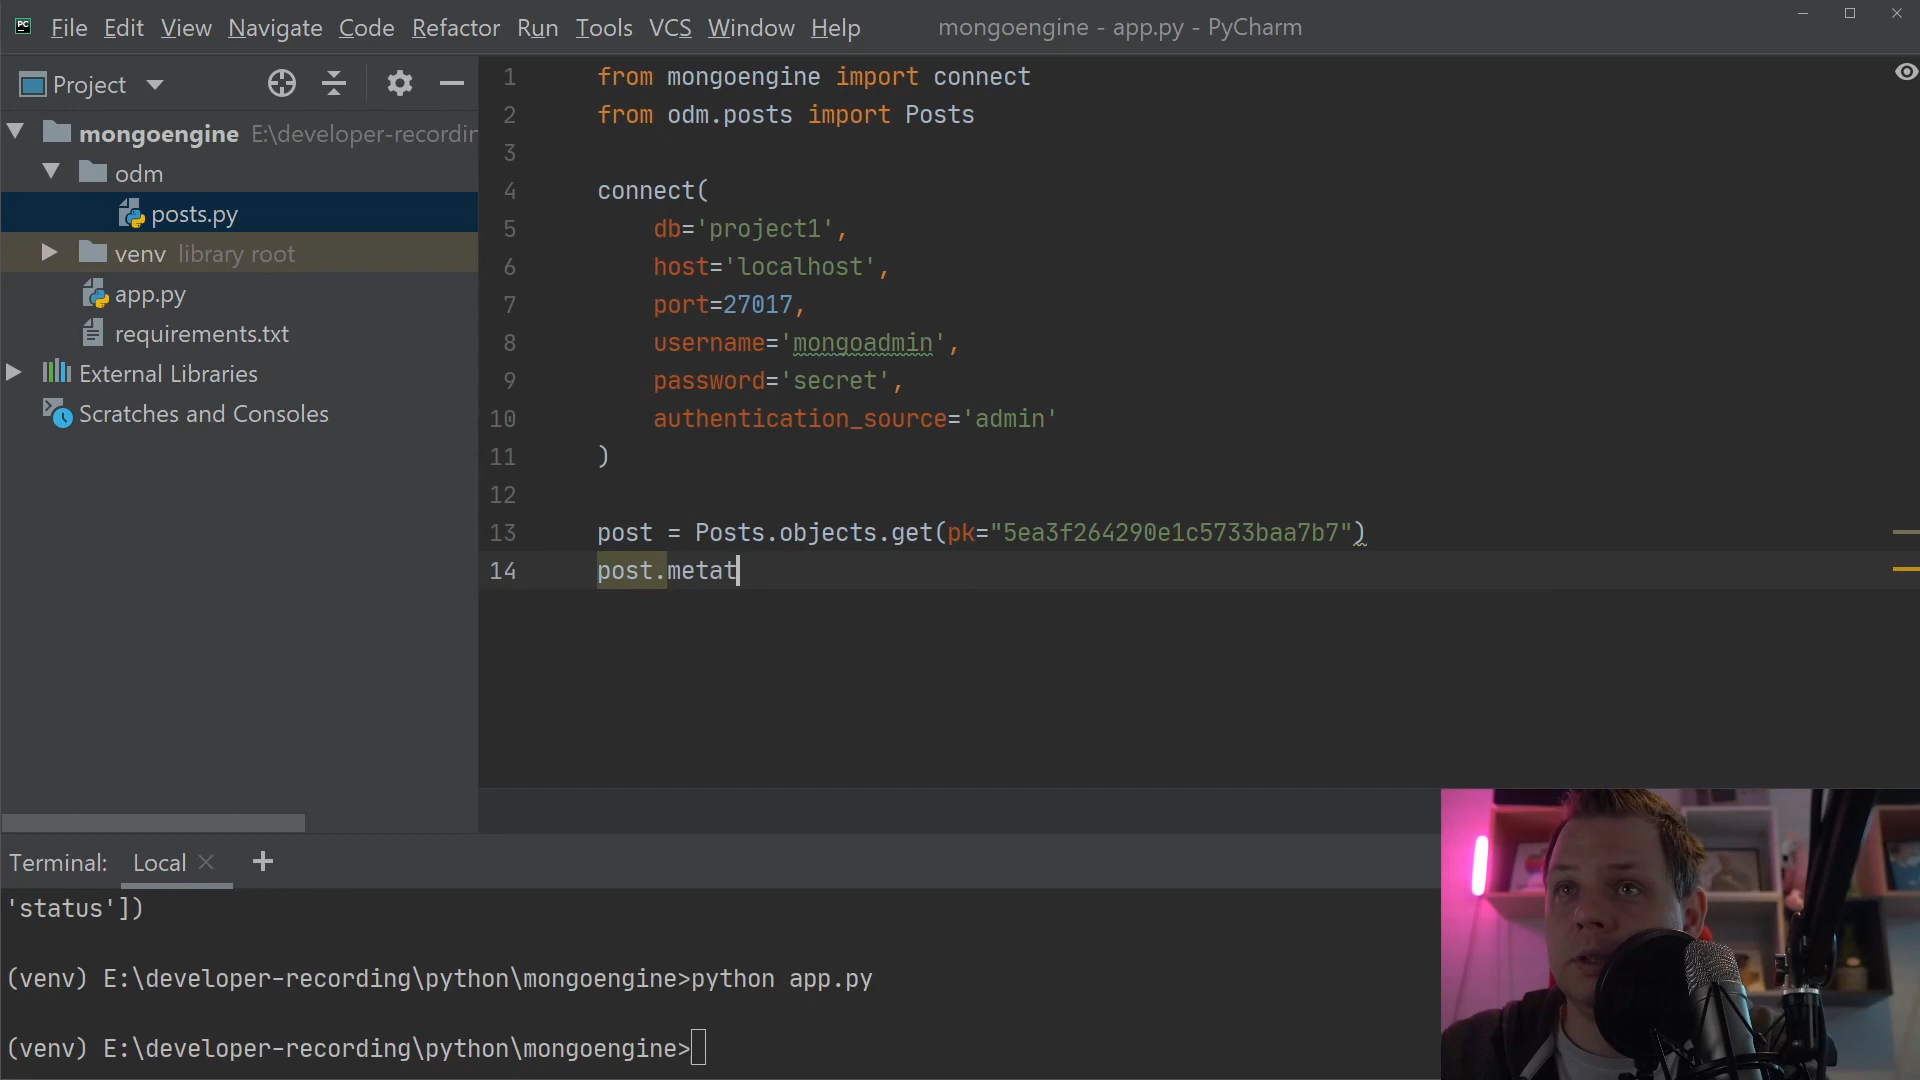 PC File Edit View Navigate Code Refactor Run Tools VCS Window Help mongoengine - app.py - PyCharm
Project
mongoengine E:\developer-recordin
odm
posts.py
venv library root
app.py
requirements.txt
External Libraries
Scratches and Consoles
1 from mongoengine import connect
2 from odm.posts import Posts
3
4 connect(
5 db='project1',
6 host='localhost',
7 port=27017,
8 username='mongoadmin',
9 password='secret',
10 authentication_source='admin'
11 )
12
13 post = Posts.objects.get(pk="5ea3f264290e1c5733baa7b7")
14 post.metat
Terminal: Local
'status'])
(venv) E:\developer-recording\python\mongoengine>python app.py
(venv) E:\developer-recording\python\mongoengine>